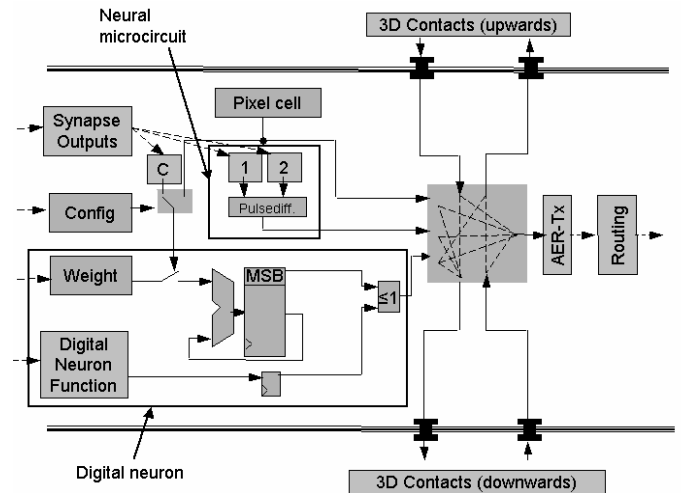 Neural
microcircuit
3D Contacts (upwards)
Pixel cell
Synapse
Outputs
C
1
2
Pulsediff.
Config
AER-Tx
Routing
Weight
MSB
≤1
Digital
Neuron
Function
Digital neuron
3D Contacts (downwards)